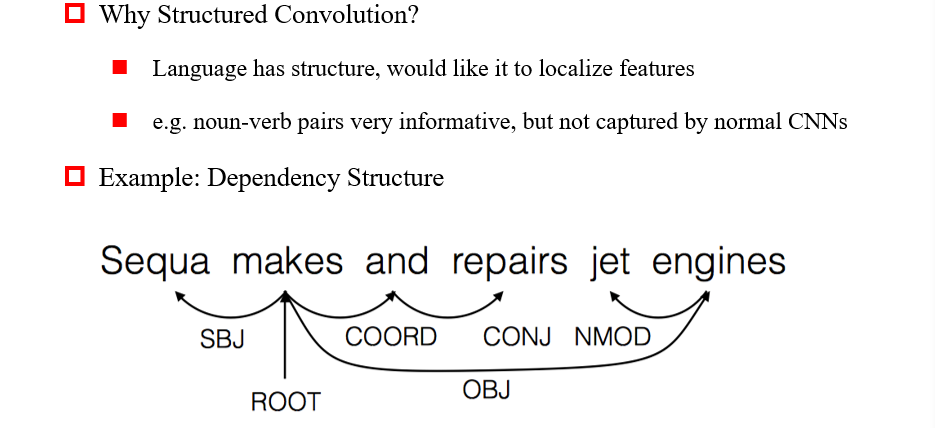 Why Structured Convolution?
Language has structure, would like it to localize features
e.g. noun-verb pairs very informative, but not captured by normal CNNs
Example: Dependency Structure
Sequa makes and repairs jet engines
SBJ COORD CONJ NMOD
ROOT OBJ